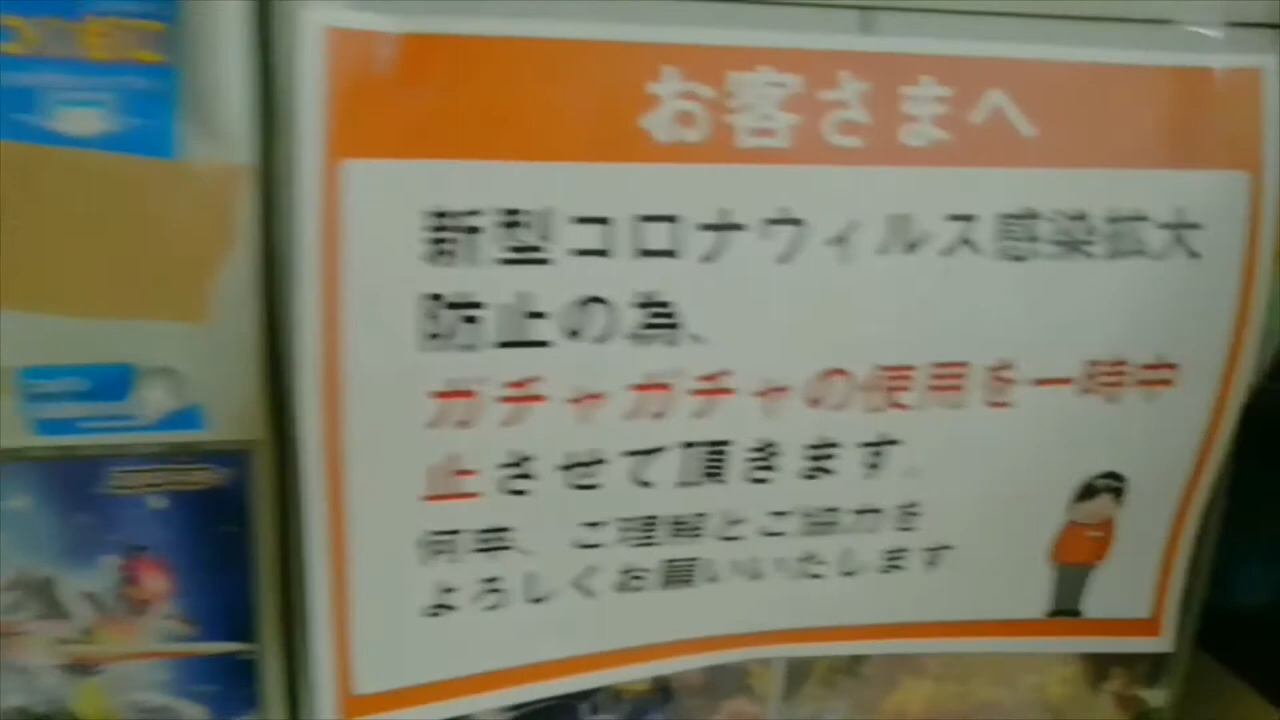 お客さまへ
新型コロナウィルス感染拡大
防止の為、
ガチャガチャの使用を一時中
止させて頂きます。
何卒、ご理解とご協力を
よろしくお願いいたします